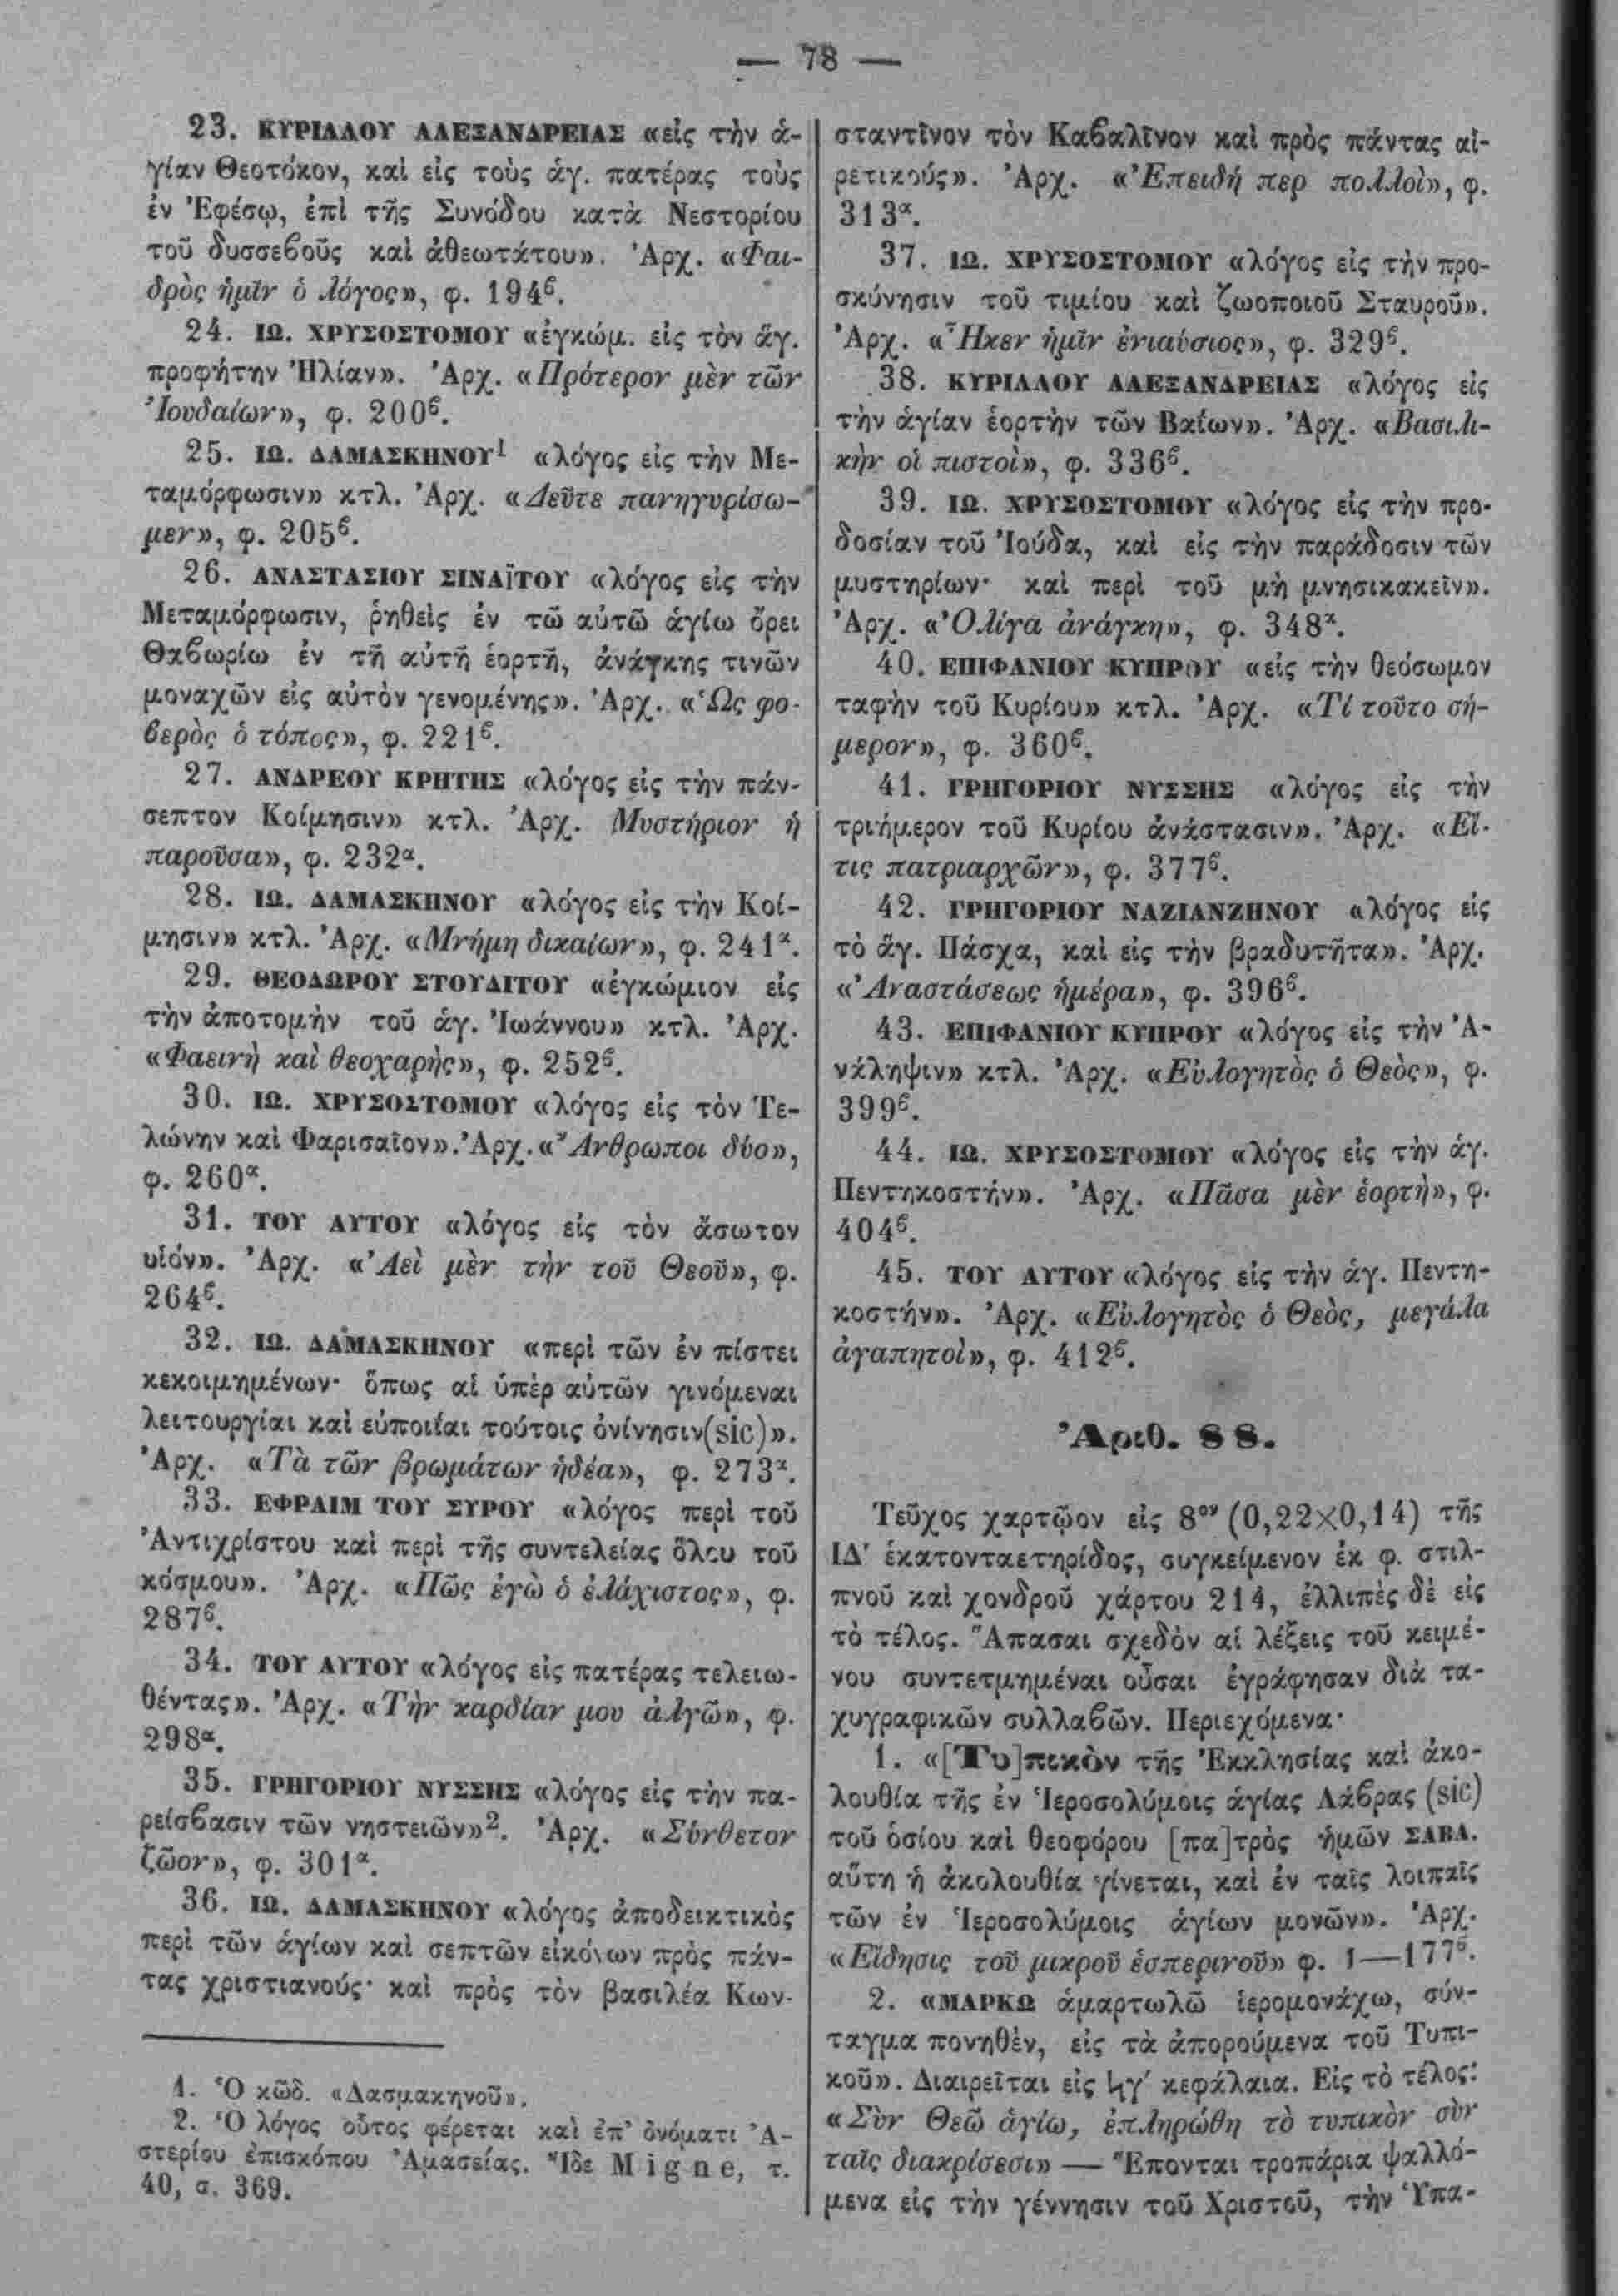 — 78 —
23. ΚΥΡΙΛΛΟΥ ΑΛΕΞΑΝΔΡΕΙΑΣ «εἰς τὴν ἁ-
γίαν Θεοτόκον, καὶ εἰς τοὺς ἁγ. πατέρας τοὺς
ἐν Ἐφέσῳ, ἐπὶ τῆς Συνόδου κατὰ Νεστορίου
τοῦ δυσσεβοῦς καὶ ἀθεωτάτου». Ἀρχ. «Φαι-
δρὸς ἡμῖν ὁ λόγος», φ. 194β.
24. ΙΩ. ΧΡΥΣΟΣΤΟΜΟΥ «ἐγκώμ. εἰς τὸν ἅγ.
προφήτην Ἠλίαν». Ἀρχ. «Πρότερον μὲν τῶν
Ἰουδαίων», φ. 200β.
25. ΙΩ. ΔΑΜΑΣΚΗΝΟΥ1 «λόγος εἰς τὴν Με-
ταμόρφωσιν» κτλ. Ἀρχ. «Δεῦτε πανηγυρίσω-
μεν», φ. 205β.
26. ΑΝΑΣΤΑΣΙΟΥ ΣΙΝΑΪΤΟΥ «λόγος εἰς τὴν
Μεταμόρφωσιν, ῥηθεὶς ἐν τῶ αὐτῶ ἁγίω ὄρει
Θαβωρίω ἐν τῆ αὐτῆ ἑορτῆ, ἀνάγκης τινῶν
μοναχῶν εἰς αὐτὸν γενομένης». Ἀρχ. «Ὡς φο-
βερὸς ὁ τόπος», φ. 221β.
27. ΑΝΔΡΕΟΥ ΚΡΗΤΗΣ «λόγος εἰς τὴν πάν-
σεπτον Κοίμησιν» κτλ. Ἀρχ. Μυστήριον ἡ
παροῦσα», φ. 232α.
28. ΙΩ. ΔΑΜΑΣΚΗΝΟΥ «λόγος εἰς τὴν Κοί-
μησιν» κτλ. Ἀρχ. «Μνήμη δικαίων», φ. 241α.
29. ΘΕΟΔΩΡΟΥ ΣΤΟΥΔΙΤΟΥ «ἐγκώμιον εἰς
τὴν ἀποτομὴν τοῦ ἁγ. Ἰωάννου» κτλ. Ἀρχ.
«Φαεινὴ καὶ θεοχαρὴς», φ. 252β.
30. ΙΩ. ΧΡΥΣΟΣΤΟΜΟΥ «λόγος εἰς τὸν Τε-
λώνην καὶ Φαρισαῖον». Ἀρχ. «Ἄνθρωποι δύο»,
φ. 260α.
31. ΤΟΥ ΑΥΤΟΥ «λόγος εἰς τὸν ἄσωτον
υἱόν». Ἀρχ. «Ἀεὶ μὲν τὴν τοῦ Θεοῦ», φ.
264β.
32. ΙΩ. ΔΑΜΑΣΚΗΝΟΥ «περὶ τῶν ἐν πίστει
κεκοιμημένων· ὅπως αἱ ὑπὲρ αὐτῶν γινόμεναι
λειτουργίαι καὶ εὐποιΐαι τούτοις ὀνίνησιν(sic)».
Ἀρχ. «Τὰ τῶν βρωμάτων ἡδέα», φ. 273α.
33. ΕΦΡΑΙΜ ΤΟΥ ΣΥΡΟΥ «λόγος περὶ τοῦ
Ἀντιχρίστου καὶ περὶ τῆς συντελείας ὅλου τοῦ
κόσμου». Ἀρχ. «Πῶς ἐγὼ ὁ ἐλάχιστος», φ.
287β.
34. ΤΟΥ ΑΥΤΟΥ «λόγος εἰς πατέρας τελειω-
θέντας». Ἀρχ. «Τὴν καρδίαν μου ἀλγῶ», φ.
298α.
35. ΓΡΗΓΟΡΙΟΥ ΝΥΣΣΗΣ «λόγος εἰς τὴν πα-
ρείσβασιν τῶν νηστειῶν»2. Ἀρχ. «Σύνθετον
ζῶον», φ. 301α.
36. ΙΩ. ΔΑΜΑΣΚΗΝΟΥ «λόγος ἀποδεικτικὸς
περὶ τῶν ἁγίων καὶ σεπτῶν εἰκόνων πρὸς πάν-
τας χριστιανούς· καὶ πρὸς τὸν βασιλέα Κων-
1. Ὁ κῶδ. «Δασμακηνοῦ».
2. Ὁ λόγος οὗτος φέρεται καὶ ἐπ' ὀνόματι Ἀ-
στερίου ἐπισκόπου Ἀμασείας. Ἴδε Migne, τ.
40, σ. 369.
σταντῖνον τὸν Καβαλῖνον καὶ πρὸς πάντας αἱ-
ρετικούς». Ἀρχ. «Ἐπειδή περ πολλοὶ», φ.
313α.
37. ΙΩ. ΧΡΥΣΟΣΤΟΜΟΥ «λόγος εἰς τὴν προ-
σκύνησιν τοῦ τιμίου καὶ ζωοποιοῦ Σταυροῦ».
Ἀρχ. «Ἧκεν ἡμῖν ἐνιαύσιος», φ. 329β.
38. ΚΥΡΙΛΛΟΥ ΑΛΕΞΑΝΔΡΕΙΑΣ «λόγος εἰς
τὴν ἁγίαν ἑορτὴν τῶν Βαΐων». Ἀρχ. «Βασιλι-
κὴν οἱ πιστοὶ», φ. 336β.
39. ΙΩ. ΧΡΥΣΟΣΤΟΜΟΥ «λόγος εἰς τὴν προ-
δοσίαν τοῦ Ἰούδα, καὶ εἰς τὴν παράδοσιν τῶν
μυστηρίων· καὶ περὶ τοῦ μὴ μνησικακεῖν».
Ἀρχ. «Ὀλίγα ἀνάγκη», φ. 348α.
40. ΕΠΙΦΑΝΙΟΥ ΚΥΠΡΟΥ «εἰς τὴν θεόσωμον
ταφὴν τοῦ Κυρίου» κτλ. Ἀρχ. «Τί τοῦτο σή-
μερον», φ. 360β.
41. ΓΡΗΓΟΡΙΟΥ ΝΥΣΣΗΣ «λόγος εἰς τὴν
τριήμερον τοῦ Κυρίου ἀνάστασιν». Ἀρχ. «Εἴ-
τις πατριαρχῶν», φ. 377β.
42. ΓΡΗΓΟΡΙΟΥ ΝΑΖΙΑΝΖΗΝΟΥ «λόγος εἰς
τὸ ἅγ. Πάσχα, καὶ εἰς τὴν βραδυτῆτα». Ἀρχ.
«Ἀναστάσεως ἡμέρα», φ. 396β.
43. ΕΠΙΦΑΝΙΟΥ ΚΥΠΡΟΥ «λόγος εἰς τὴν Ἀ-
νάληψιν» κτλ. Ἀρχ. «Εὐλογητὸς ὁ Θεὸς», φ.
399β.
44. ΙΩ. ΧΡΥΣΟΣΤΟΜΟΥ «λόγος εἰς τὴν ἁγ.
Πεντηκοστήν». Ἀρχ. «Πᾶσα μὲν ἑορτὴ», φ.
404β.
45. ΤΟΥ ΑΥΤΟΥ «λόγος εἰς τὴν ἁγ. Πεντη-
κοστήν». Ἀρχ. «Εὐλογητὸς ὁ Θεὸς, μεγάλα
ἀγαπητοὶ», φ. 412β.
Ἀριθ. 88.
Τεῦχος χαρτῷον εἰς 8ον (0,22×0,14) τῆς
ΙΔ' ἑκατονταετηρίδος, συγκείμενον ἐκ φ. στιλ-
πνοῦ καὶ χονδροῦ χάρτου 214, ἐλλιπὲς δὲ εἰς
τὸ τέλος. Ἅπασαι σχεδὸν αἱ λέξεις τοῦ κειμέ-
νου συντετμημέναι οὖσαι ἐγράφησαν διὰ τα-
χυγραφικῶν συλλαβῶν. Περιεχόμενα·
1. «[Τυ]πικὸν τῆς Ἐκκλησίας καὶ ἀκο-
λουθία τῆς ἐν Ἱεροσολύμοις ἁγίας Λάβρας (sic)
τοῦ ὁσίου καὶ θεοφόρου [πα]τρὸς ἡμῶν ΣΑΒΑ.
αὕτη ἡ ἀκολουθία γίνεται, καὶ ἐν ταῖς λοιπαῖς
τῶν ἐν Ἱεροσολύμοις ἁγίων μονῶν». Ἀρχ.
«Εἴδησις τοῦ μικροῦ ἑσπερινοῦ» φ. 1—177β.
2. «ΜΑΡΚΩ ἁμαρτωλῶ ἱερομονάχω, σύν-
ταγμα πονηθὲν, εἰς τὰ ἀπορούμενα τοῦ Τυπι-
κοῦ». Διαιρεῖται εἰς ϟγ' κεφάλαια. Εἰς τὸ τέλος:
«Σὺν Θεῶ ἁγίω, ἐπληρώθη τὸ τυπικὸν σὺν
ταῖς διακρίσεσι» — Ἕπονται τροπάρια ψαλλό-
μενα εἰς τὴν γέννησιν τοῦ Χριστοῦ, τὴν Ὑπα-